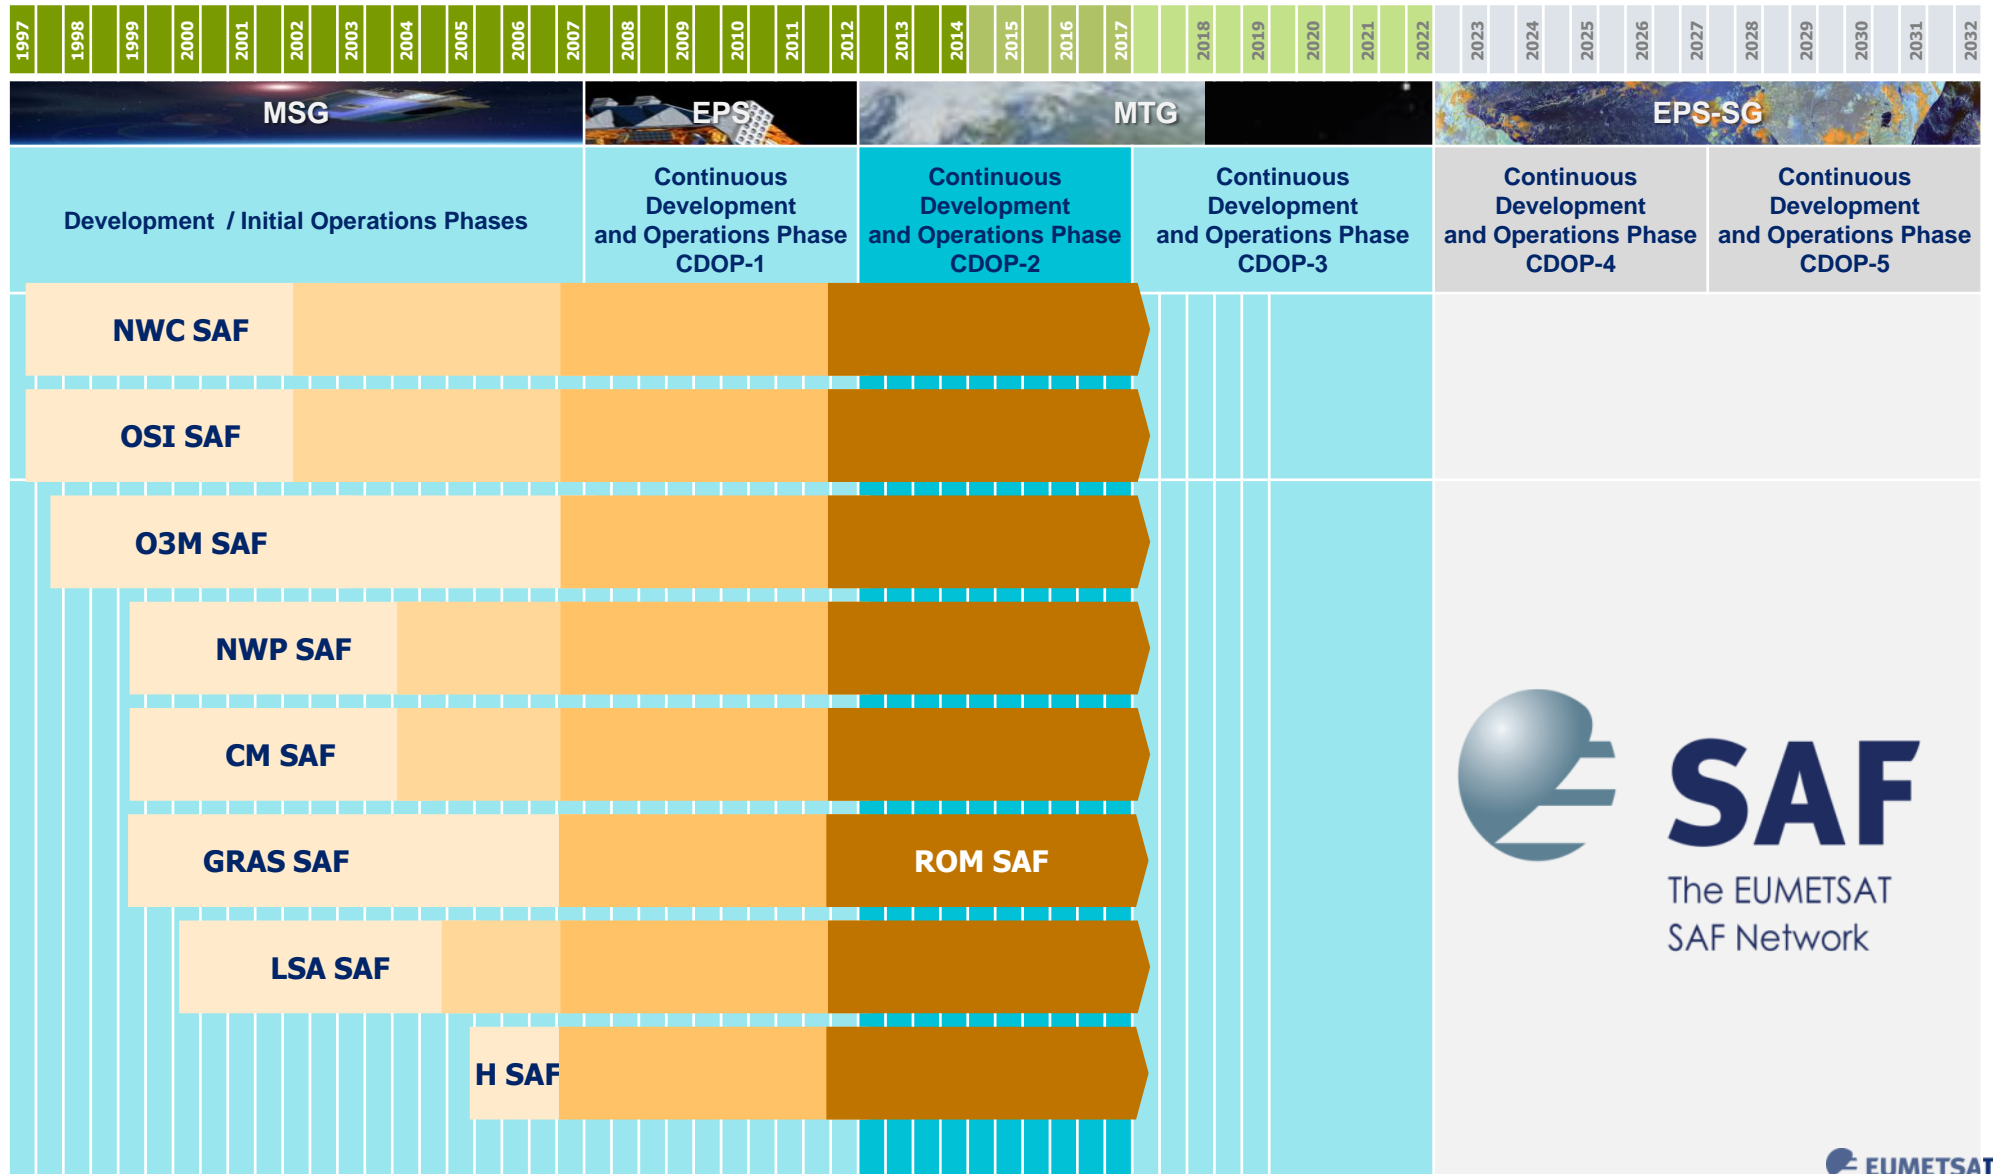 1997 1998 1999 2000 2001 2002 2003 2004 2005 2006 2007 2008 2009 2010 2011 2012 2013 2014 2015 2016 2017 2018 2019 2020 2021 2022 2023 2024 2025 2026 2027 2028 2029 2030 2031 2032
MSG EPS MTG EPS-SG
Development / Initial Operations Phases
Continuous
Development
and Operations Phase
CDOP-1
Continuous
Development
and Operations Phase
CDOP-2
Continuous
Development
and Operations Phase
CDOP-3
Continuous
Development
and Operations Phase
CDOP-4
Continuous
Development
and Operations Phase
CDOP-5
NWC SAF
OSI SAF
O3M SAF
NWP SAF
CM SAF
GRAS SAF
ROM SAF
LSA SAF
H SAF
SAF
The EUMETSAT
SAF Network
EUMETSAT